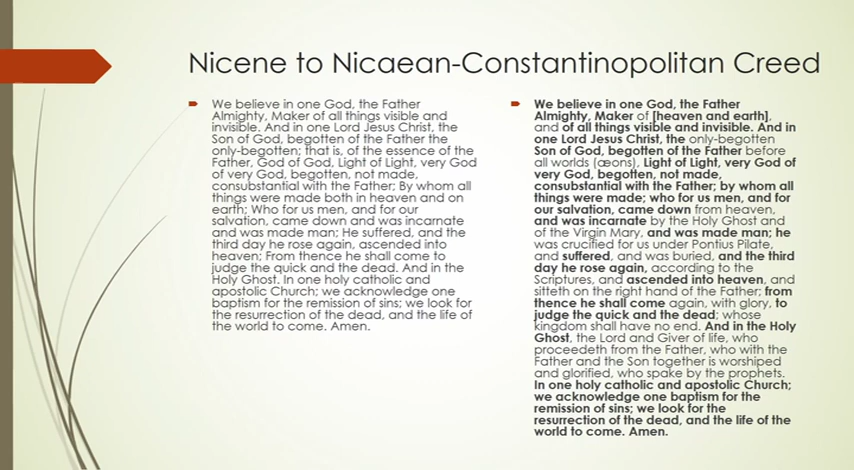 Nicene to Nicaean-Constantinopolitan Creed
We believe in one God, the Father
Almighty, Maker of all things visible and
invisible. And in one Lord Jesus Christ, the
Son of God, begotten of the Father the
only-begotten; that is, of the essence of the
Father, God of God, Light of Light, very God
of very God, begotten, not made,
consubstantial with the Father; By whom all
things were made both in heaven and on
earth; Who for us men, and for our
salvation, came down and was incarnate
and was made man; He suffered, and the
third day he rose again, ascended into
heaven; From thence he shall come to
judge the quick and the dead. And in the
Holy Ghost. In one holy catholic and
apostolic Church; we acknowledge one
baptism for the remission of sins; we look for
the resurrection of the dead, and the life of
the world to come. Amen.
We believe in one God, the Father
Almighty, Maker of [heaven and earth],
and of all things visible and invisible. And in
one Lord Jesus Christ, the only-begotten
Son of God, begotten of the Father before
all worlds (æons), Light of Light, very God of
very God, begotten, not made,
consubstantial with the Father; by whom all
things were made; who for us men, and for
our salvation, came down from heaven,
and was incarnate by the Holy Ghost and
of the Virgin Mary, and was made man; he
was crucified for us under Pontius Pilate,
and suffered, and was buried, and the third
day he rose again, according to the
Scriptures, and ascended into heaven, and
sitteth on the right hand of the Father; from
thence he shall come again, with glory, to
judge the quick and the dead; whose
kingdom shall have no end. And in the Holy
Ghost, the Lord and Giver of life, who
proceedeth from the Father, who with the
Father and the Son together is worshiped
and glorified, who spake by the prophets.
In one holy catholic and apostolic Church;
we acknowledge one baptism for the
remission of sins; we look for the
resurrection of the dead, and the life of the
world to come. Amen.